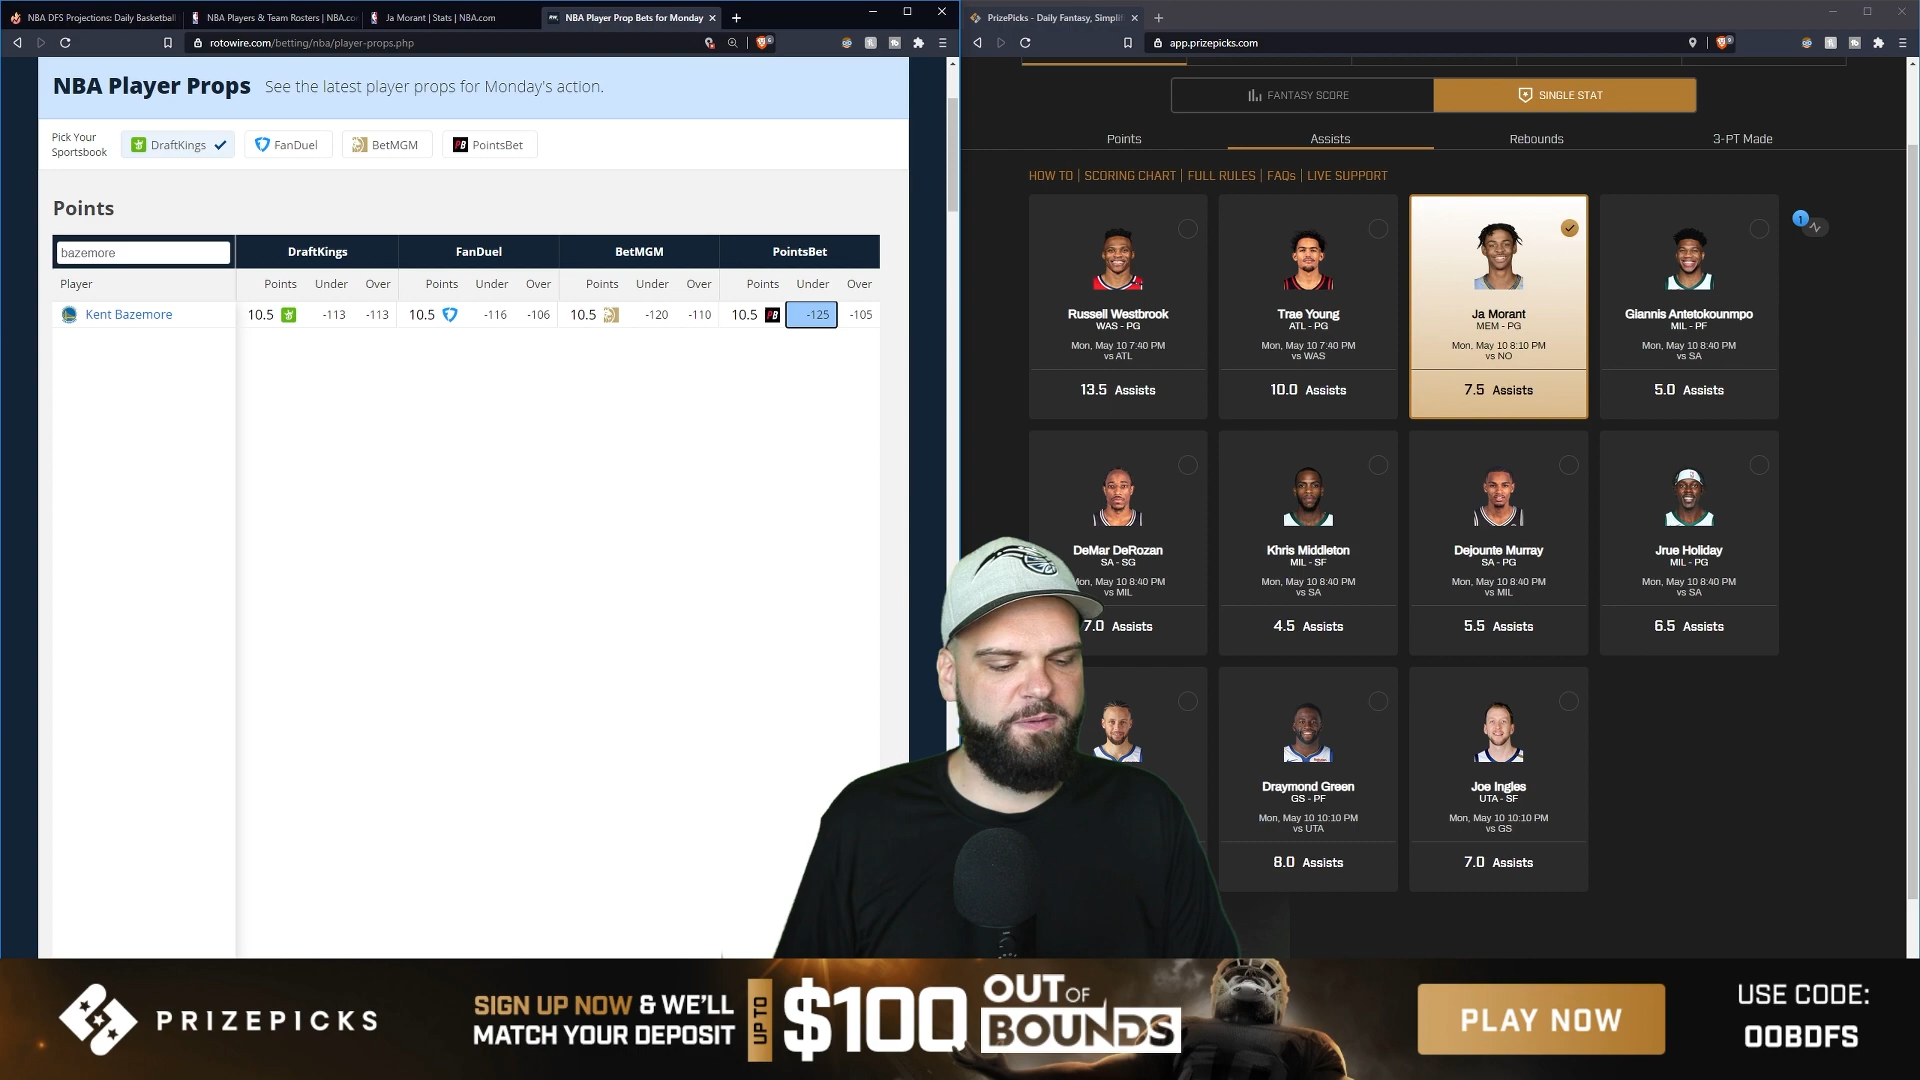 NBA DFS Projections: Daily Basketball
NBA Players & Team Rosters | NBA.co
Ja Morant | Stats | NBA.com
NBA Player Prop Bets for Monday
PrizePicks - Daily Fantasy, Simplif
rotowire.com/betting/nba/player-props.php
app.prizepicks.com
NBA Player Props See the latest player props for Monday's action.
Pick Your
Sportsbook
DraftKings
FanDuel
BetMGM
PB PointsBet
Points
bazemore
DraftKings FanDuel BetMGM PointsBet
Player Points Under Over Points Under Over Points Under Over Points Under Over
Kent Bazemore 10.5 -113 -113 10.5 -116 -106 10.5 -120 -110 10.5 PB -125 -105
FANTASY SCORE
SINGLE STAT
Points Assists Rebounds 3-PT Made
HOW TO | SCORING CHART | FULL RULES | FAQs | LIVE SUPPORT
1
Russell Westbrook
WAS - PG
Mon, May 10 7:40 PM
vs ATL
13.5 Assists
Trae Young
ATL - PG
Mon, May 10 7:40 PM
vs WAS
10.0 Assists
Ja Morant
MEM - PG
Mon, May 10 8:10 PM
vs NO
7.5 Assists
Giannis Antetokounmpo
MIL - PF
Mon, May 10 8:40 PM
vs SA
5.0 Assists
DeMar DeRozan
SA - SG
Mon, May 10 8:40 PM
vs MIL
7.0 Assists
Khris Middleton
MIL - SF
Mon, May 10 8:40 PM
vs SA
4.5 Assists
Dejounte Murray
SA - PG
Mon, May 10 8:40 PM
vs MIL
5.5 Assists
Jrue Holiday
MIL - PG
Mon, May 10 8:40 PM
vs SA
6.5 Assists
Draymond Green
GS - PF
Mon, May 10 10:10 PM
vs UTA
8.0 Assists
Joe Ingles
UTA - SF
Mon, May 10 10:10 PM
vs GS
7.0 Assists
PRIZEPICKS
SIGN UP NOW & WE'LL
MATCH YOUR DEPOSIT
UP TO
$100
OUT OF
BOUNDS
PLAY NOW
USE CODE:
OOBDFS